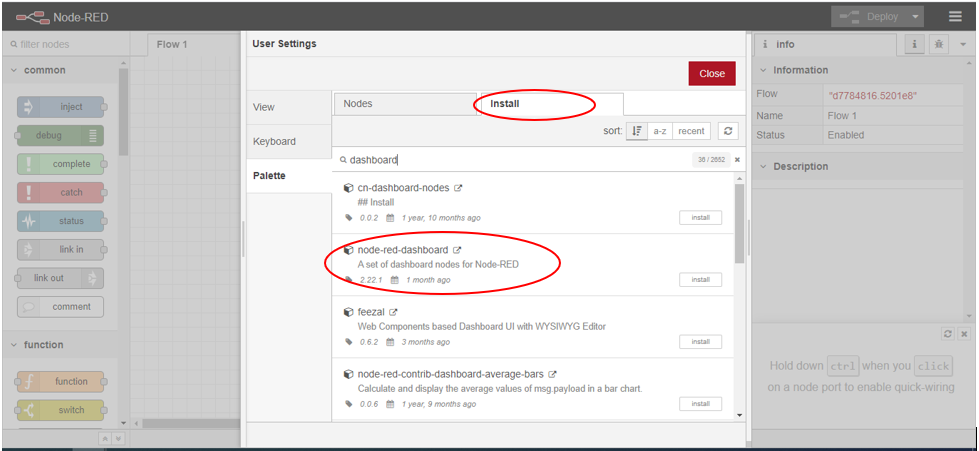 Node-RED
Deploy
filter nodes
common
inject
debug
complete
catch
status
link in
link out
comment
function
function
switch
Flow 1
User Settings
Close
View
Keyboard
Palette
Nodes
Install
sort:
a-z
recent
dashboard
36 / 2652
cn-dashboard-nodes
## Install
0.0.2
1 year, 10 months ago
install
node-red-dashboard
A set of dashboard nodes for Node-RED
2.22.1
1 month ago
install
feezal
Web Components based Dashboard UI with WYSIWYG Editor
0.6.2
3 months ago
install
node-red-contrib-dashboard-average-bars
Calculate and display the average values of msg.payload in a bar chart.
0.0.6
1 year, 9 months ago
install
info
Information
Flow
"d7784816.5201e8"
Name
Flow 1
Status
Enabled
Description
Hold down ctrl when you click
on a node port to enable quick-wiring